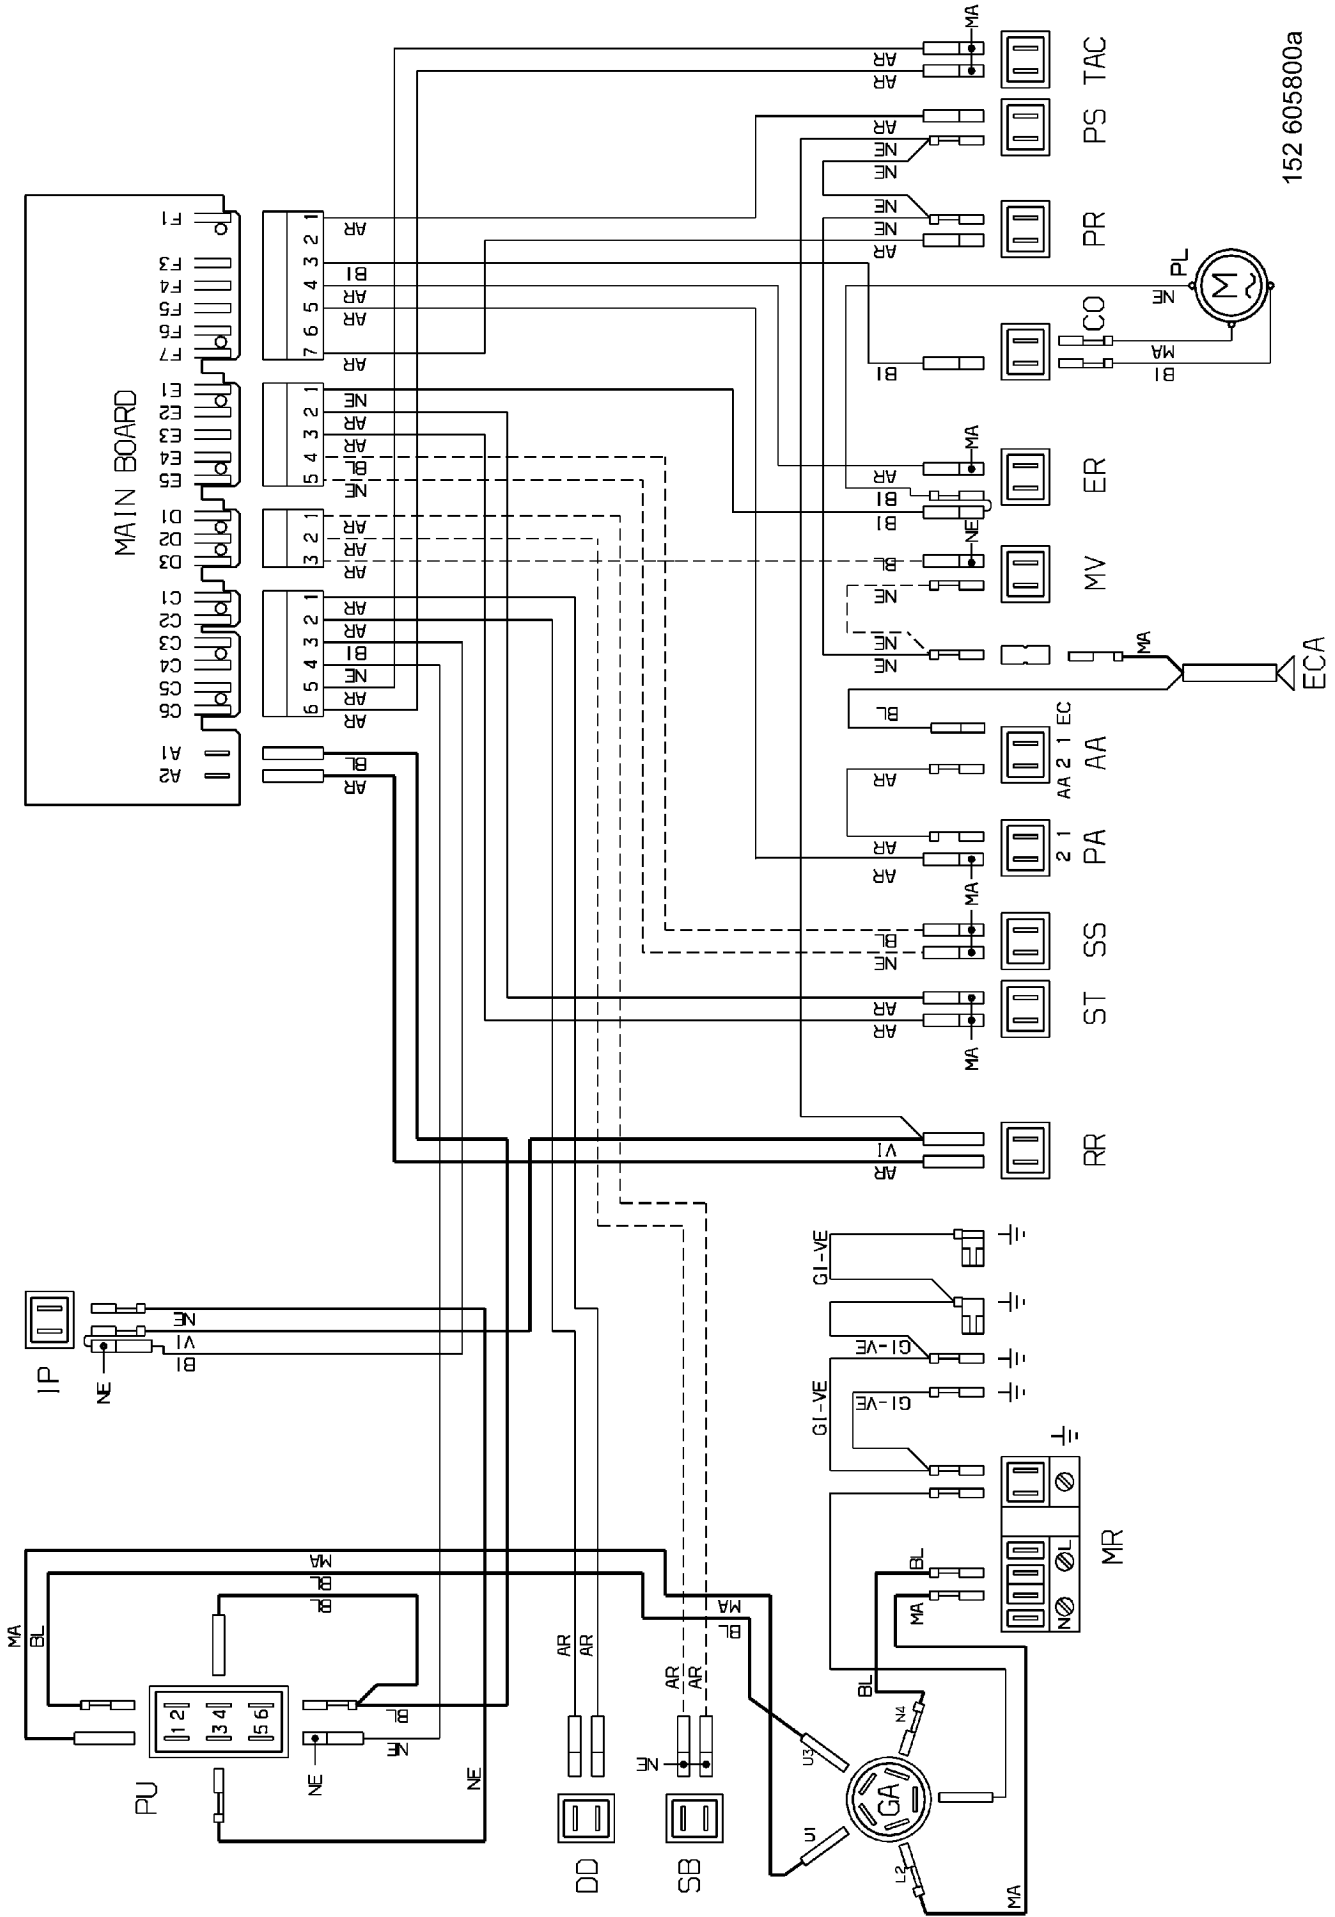 MAIN BOARD
F1
F3
F4
F5
F6
F7
E1
E2
E3
E4
E5
D1
D2
D3
C1
C2
C3
C4
C5
C6
A1
A2
1
2
3
4
5
6
7
AR
BI
AR
AR
AR
1
2
3
4
5
NE
AR
AR
BL
NE
1
2
3
AR
AR
AR
1
2
3
4
5
6
AR
AR
BI
NE
AR
AR
BL
AR
MA
AR
AR
TAC
AR
NE
NE
PS
NE
NE
AR
PR
PL
M
NE
MA
BI
CO
BI
MA
AR
BI
BI
NE
ER
BL
NE
MV
NE
NE
MA
ECA
BL
AR
AA 2 1 EC
AA
AR
AR
MA
2 1
PA
BL
NE
SS
AR
AR
MA
ST
VI
AR
RR
IP
NE
NE
VI
BI
GI-VE
GI-VE
GI-VE
GI-VE
MA
BL
MA
BL
BL
PU
1 2
3 4
5 6
BL
NE
NE
NE
AR
AR
DD
AR
AR
NE
SB
MA
BL
U3
U1
N4
L2
GA
BL
MA
BL
MA
N
L
MR
152 605800a